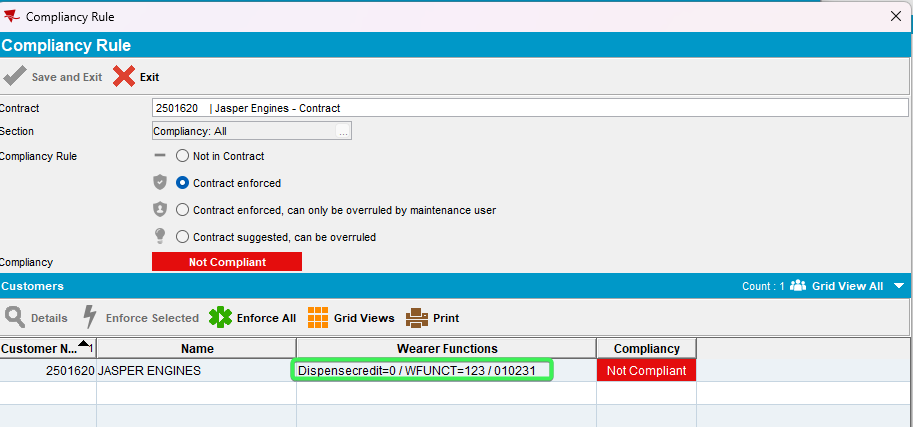 Compliancy Rule
Compliancy Rule
Save and Exit Exit
Contract 2501620 | Jasper Engines - Contract
Section Compliancy: All ...
Compliancy Rule Not in Contract
Contract enforced
Contract enforced, can only be overruled by maintenance user
Contract suggested, can be overruled
Compliancy Not Compliant
Customers Count : 1 Grid View All
Details Enforce Selected Enforce All Grid Views Print
Customer N... 1 Name Wearer Functions Compliancy
2501620 JASPER ENGINES Dispensecredit=0 / WFUNCT=123 / 010231 Not Compliant